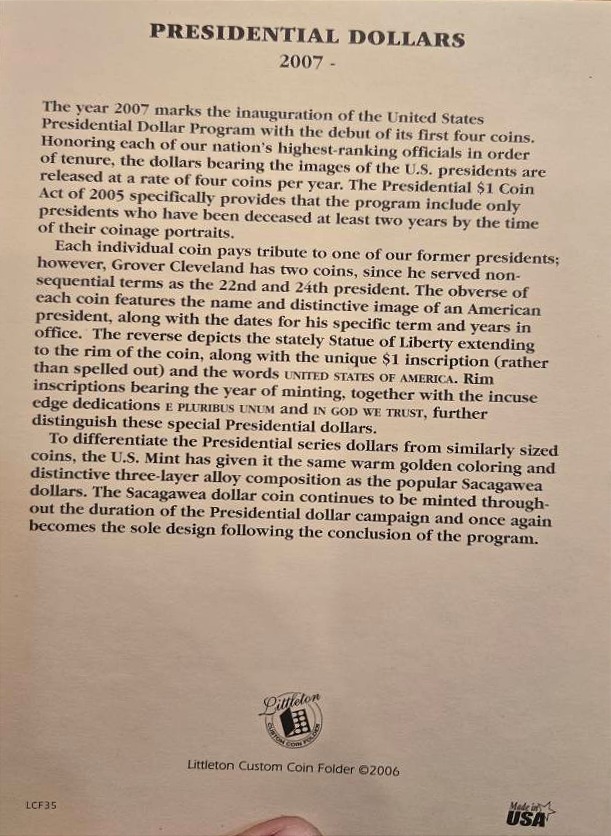 PRESIDENTIAL DOLLARS
2007 -
The year 2007 marks the inauguration of the United States
Presidential Dollar Program with the debut of its first four coins.
Honoring each of our nation's highest-ranking officials in order
of tenure, the dollars bearing the images of the U.S. presidents are
released at a rate of four coins per year. The Presidential $1 Coin
Act of 2005 specifically provides that the program include only
presidents who have been deceased at least two years by the time
of their coinage portraits.
Each individual coin pays tribute to one of our former presidents;
however, Grover Cleveland has two coins, since he served non-
sequential terms as the 22nd and 24th president. The obverse of
each coin features the name and distinctive image of an American
president, along with the dates for his specific term and years in
office. The reverse depicts the stately Statue of Liberty extending
to the rim of the coin, along with the unique $1 inscription (rather
than spelled out) and the words UNITED STATES OF AMERICA. Rim
inscriptions bearing the year of minting, together with the incuse
edge dedications E PLURIBUS UNUM and IN GOD WE TRUST, further
distinguish these special Presidential dollars.
To differentiate the Presidential series dollars from similarly sized
coins, the U.S. Mint has given it the same warm golden coloring and
distinctive three-layer alloy composition as the popular Sacagawea
dollars. The Sacagawea dollar coin continues to be minted through-
out the duration of the Presidential dollar campaign and once again
becomes the sole design following the conclusion of the program.
Littleton
CUSTOM COIN FOLDER
Littleton Custom Coin Folder ©2006
LCF35
Made in
USA